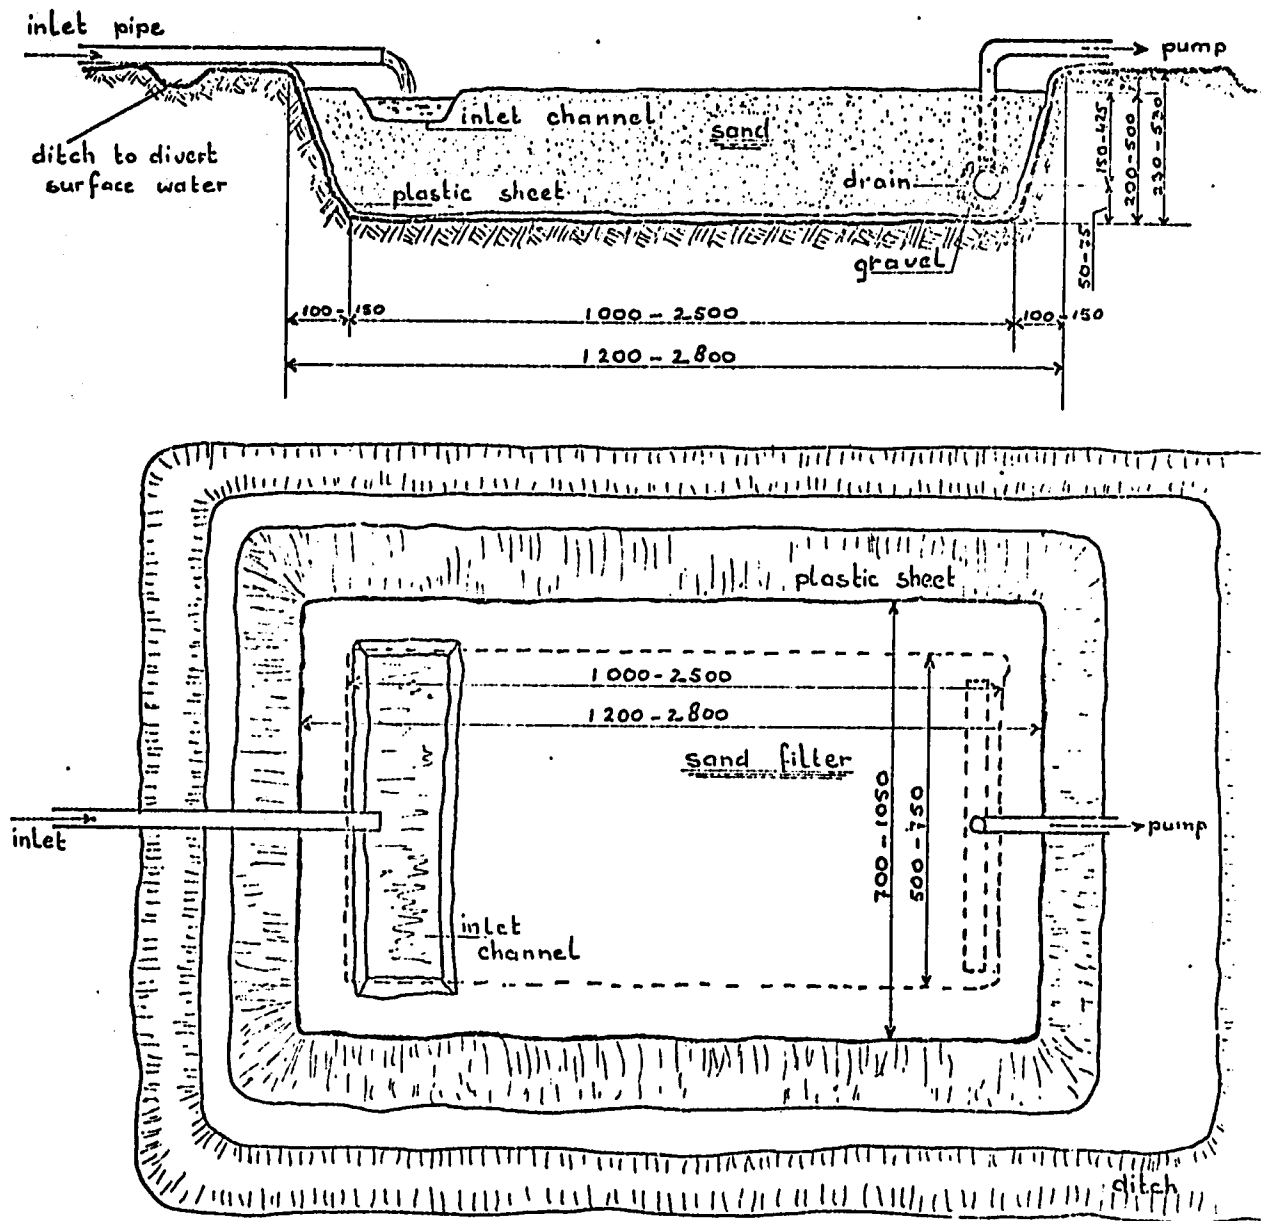 inlet pipe
pump
inlet channel
sand
ditch to divert
surface water
plastic sheet
drain
gravel
150-425
200-500
230-530
50-75
100-150
1000-2500
100-150
1200-2800
plastic sheet
1000-2500
1200-2800
sand filter
700-1050
500-750
inlet
pump
inlet
channel
ditch